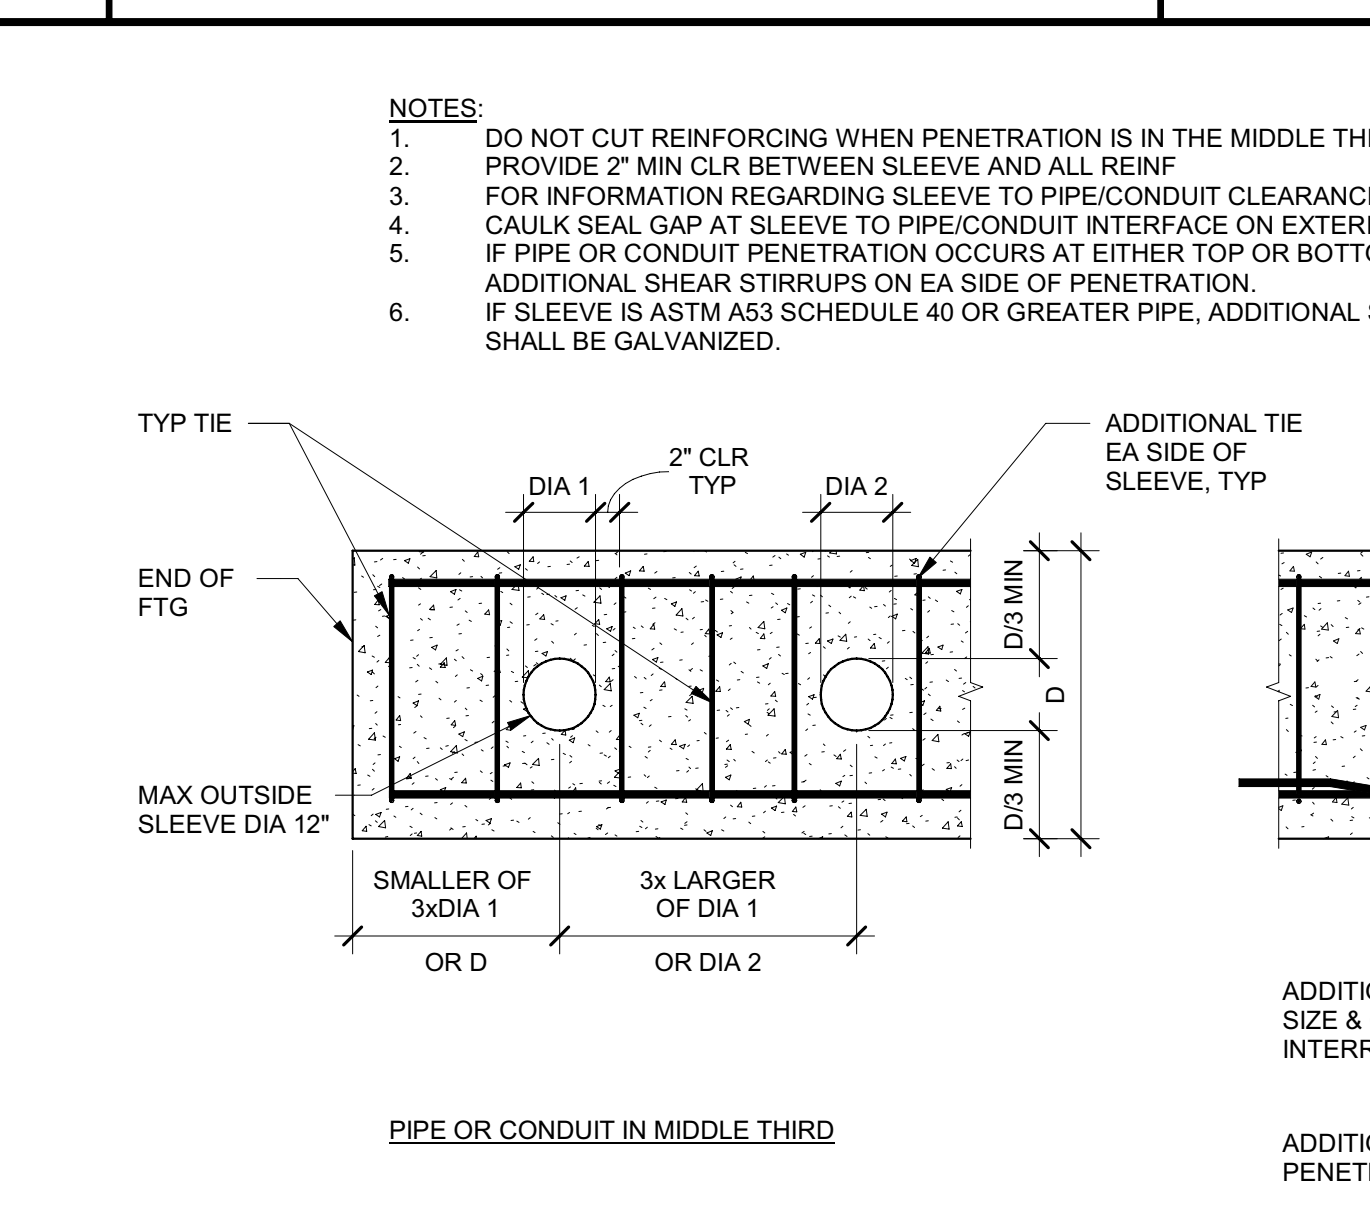 NOTES:
1. DO NOT CUT REINFORCING WHEN PENETRATION IS IN THE MIDDLE
2. PROVIDE 2" MIN CLR BETWEEN SLEEVE AND ALL REINF
3. FOR INFORMATION REGARDING SLEEVE TO PIPE/CONDUIT
4. CAULK SEAL GAP AT SLEEVE TO PIPE/CONDUIT INTERFACE ON
5. IF PIPE OR CONDUIT PENETRATION OCCURS AT EITHER TOP OR
ADDITIONAL SHEAR STIRRUPS ON EA SIDE OF PENETRATION.
6. IF SLEEVE IS ASTM A53 SCHEDULE 40 OR GREATER PIPE, ADDITIONAL
SHALL BE GALVANIZED.
TYP TIE
2" CLR
TYP
DIA 1
DIA 2
ADDITIONAL TIE
EA SIDE OF
SLEEVE, TYP
END OF
FTG
D/3 MIN
D
D/3 MIN
MAX OUTSIDE
SLEEVE DIA 12"
SMALLER OF
3xDIA 1
OR D
3x LARGER
OF DIA 1
OR DIA 2
SIZE &
PIPE OR CONDUIT IN MIDDLE THIRD